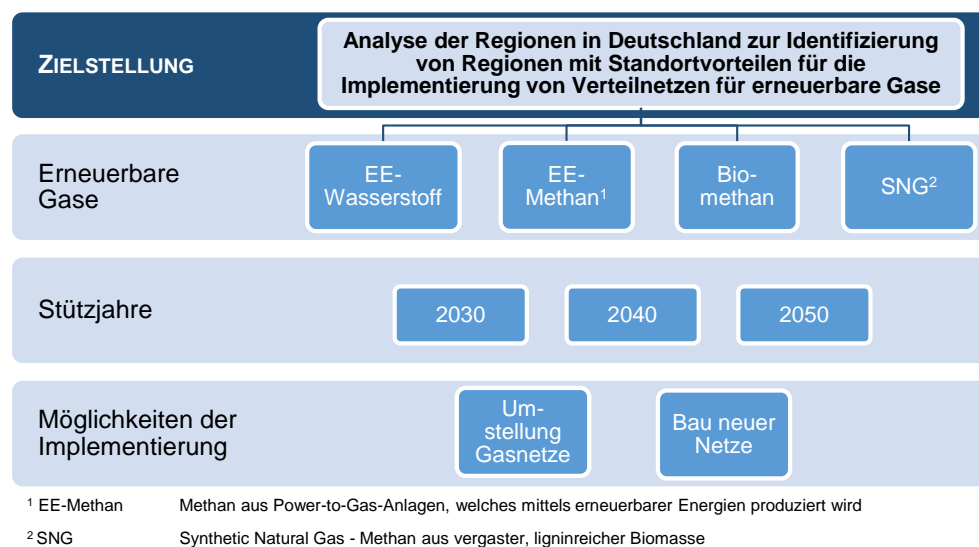 ZIELSTELLUNG
Analyse der Regionen in Deutschland zur Identifizierung
von Regionen mit Standortvorteilen für die
Implementierung von Verteilnetzen für erneuerbare Gase
Erneuerbare
Gase
EE-
Wasserstoff
EE-
Methan¹
Bio-
methan
SNG²
Stützjahre
2030
2040
2050
Möglichkeiten der
Implementierung
Um-
stellung
Gasnetze
Bau neuer
Netze
¹ EE-Methan Methan aus Power-to-Gas-Anlagen, welches mittels erneuerbarer Energien produziert wird
² SNG Synthetic Natural Gas - Methan aus vergaster, ligninreicher Biomasse